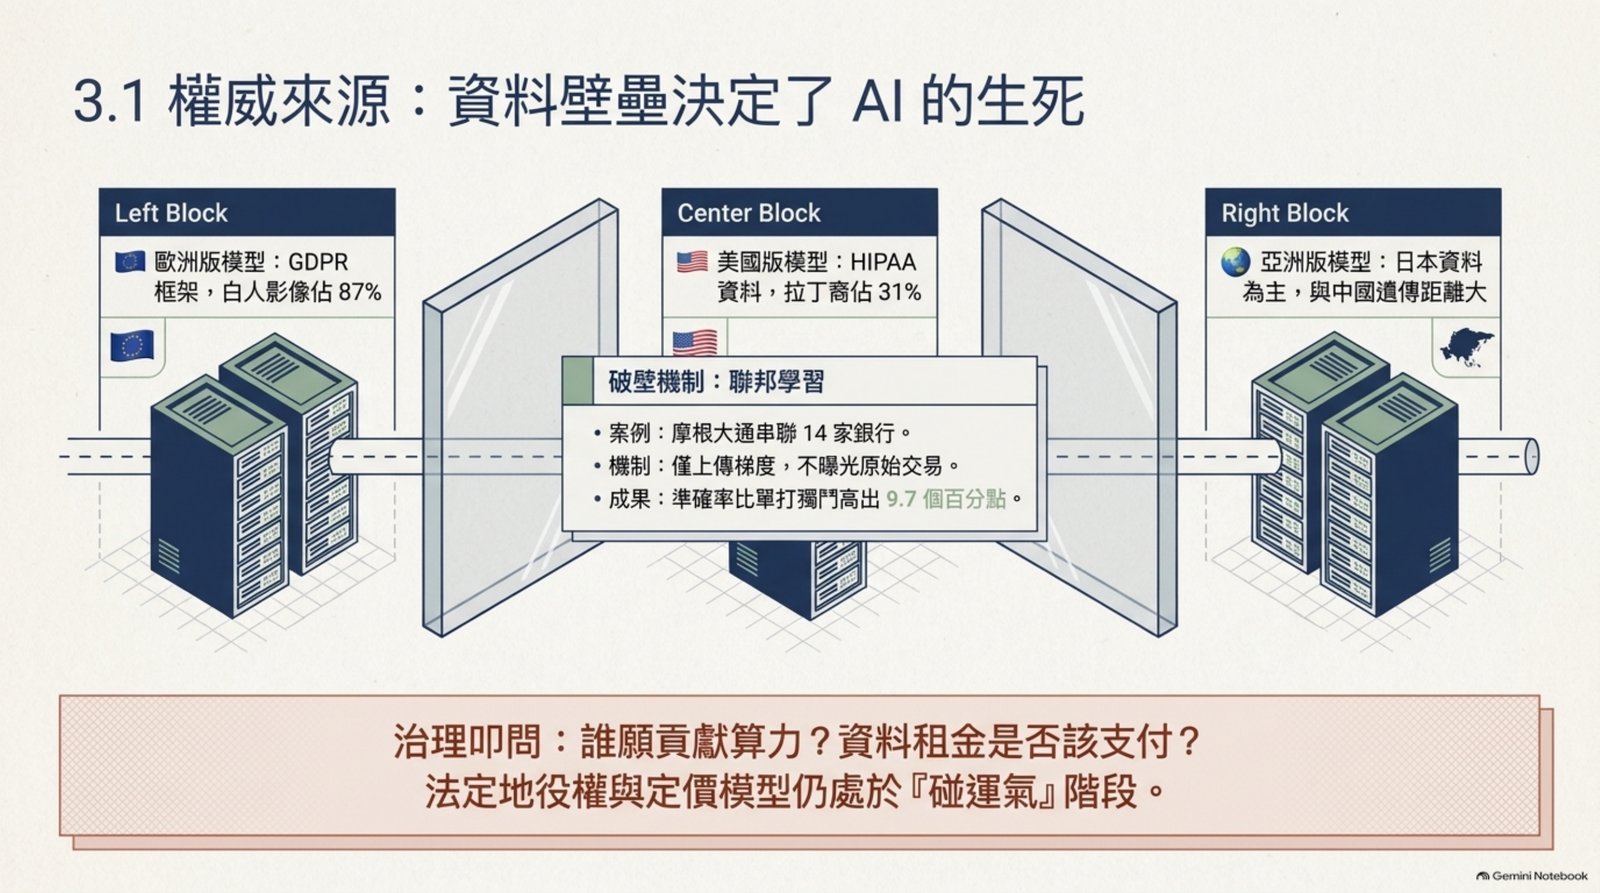 3.1 權威來源：資料壁壘決定了 AI 的生死
Left Block
歐洲版模型：GDPR
框架，白人影像佔 87%
Center Block
美國版模型：HIPAA
資料，拉丁裔佔 31%
Right Block
亞洲版模型：日本資料
為主，與中國遺傳距離大
破壁機制：聯邦學習
• 案例：摩根大通串聯 14 家銀行。
• 機制：僅上傳梯度，不曝光原始交易。
• 成果：準確率比單打獨鬥高出 9.7 個百分點。
治理叩問：誰願貢獻算力？資料租金是否該支付？
法定地役權與定價模型仍處於『碰運氣』階段。
Gemini Notebook